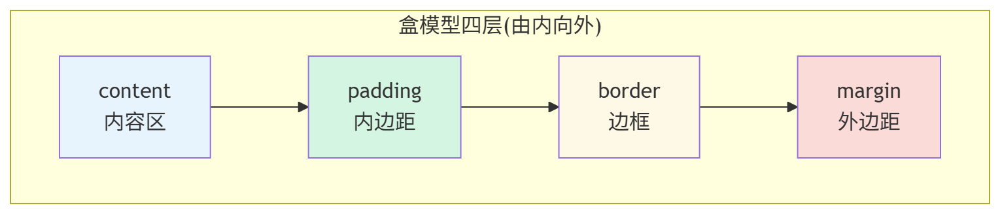 盒模型四层(由内向外)
content
内容区
padding
内边距
border
边框
margin
外边距